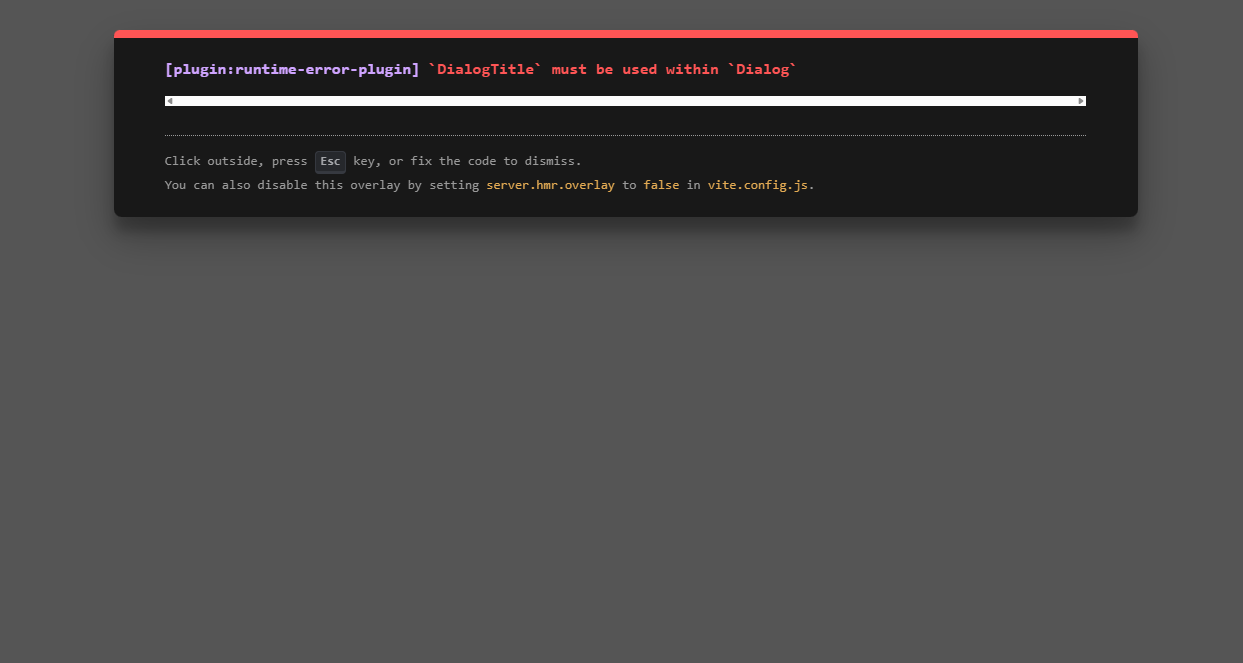 [plugin:runtime-error-plugin] `DialogTitle` must be used within `Dialog`
Click outside, press Esc key, or fix the code to dismiss.
You can also disable this overlay by setting server.hmr.overlay to false in vite.config.js.